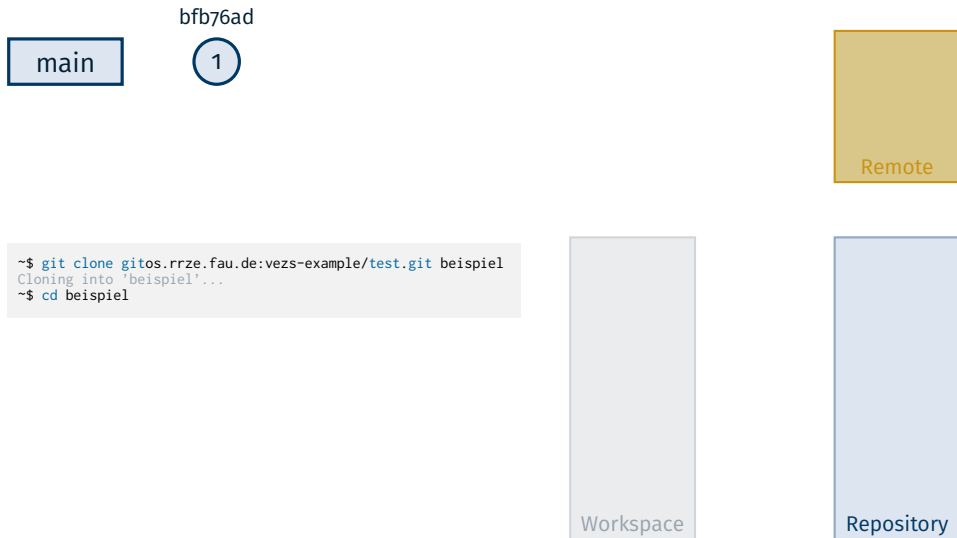 bfb76ad
main
1
Remote
~$ git clone gitos.rrze.fau.de:vezs-example/test.git beispiel
Cloning into 'beispiel'...
~$ cd beispiel
Workspace
Repository